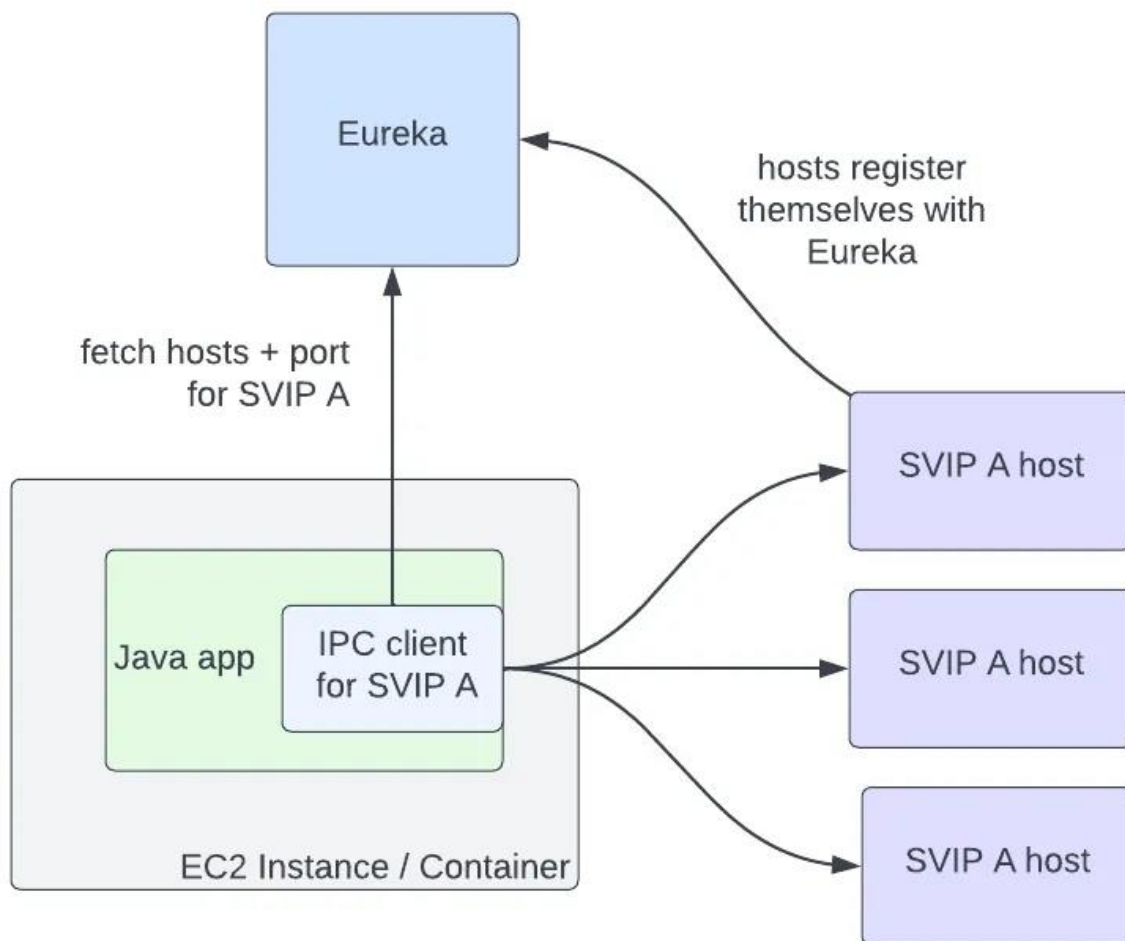 Eureka
hosts register
themselves with
Eureka
fetch hosts + port
for SVIP A
SVIP A host
Java app
IPC client
for SVIP A
SVIP A host
EC2 Instance / Container
SVIP A host